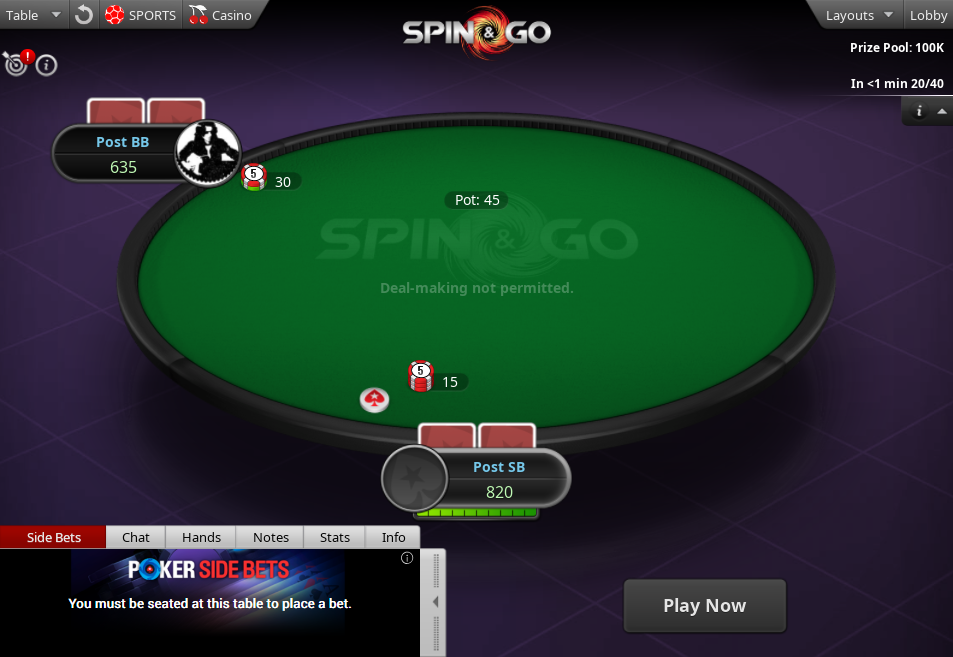 Table
SPORTS
Casino
SPIN&GO
Layouts
Lobby
Prize Pool: 100K
In <1 min 20/40
!
i
i
Post BB
635
5
30
Pot: 45
SPIN&GO
Deal-making not permitted.
5
15
Post SB
820
Side Bets
Chat
Hands
Notes
Stats
Info
i
POKER SIDE BETS
You must be seated at this table to place a bet.
Play Now